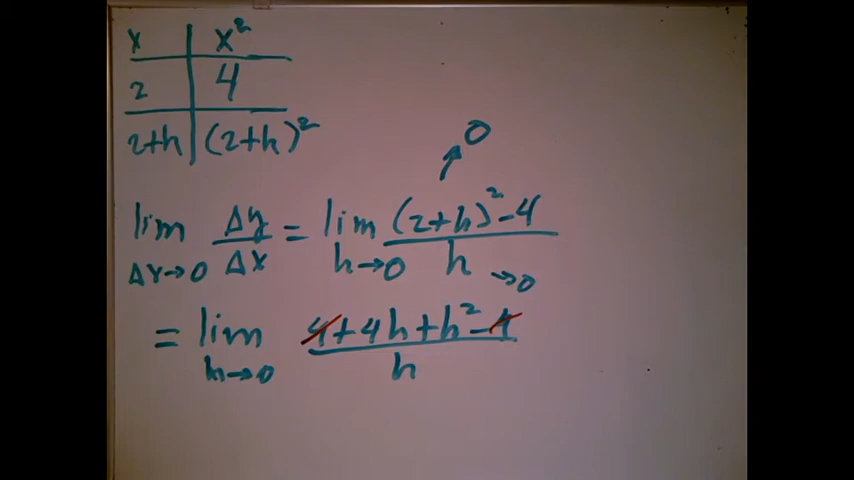 x x²
2 4
2+h (2+h)²
0
lim Δy/Δx = lim (2+h)²-4 / h
Δx→0 h→0 →0
= lim 4+4h+h²-4 / h
h→0